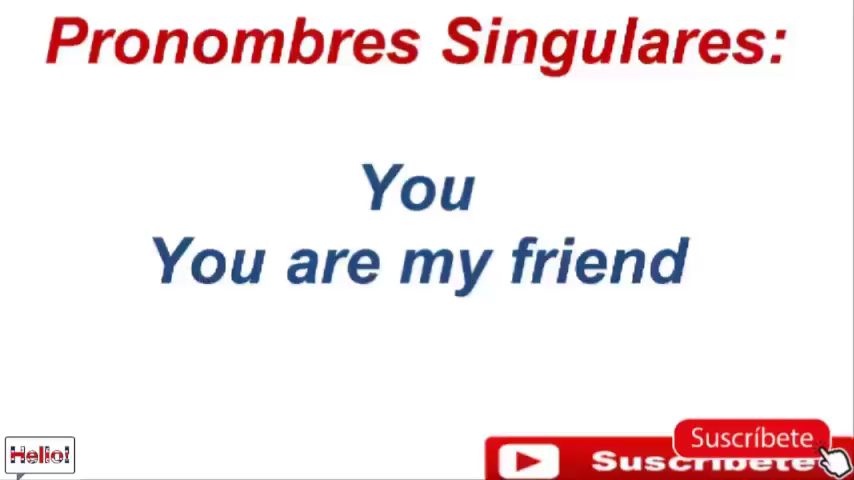 Pronombres Singulares:
You
You are my friend
Hello!
Suscríbete
Suscríbete